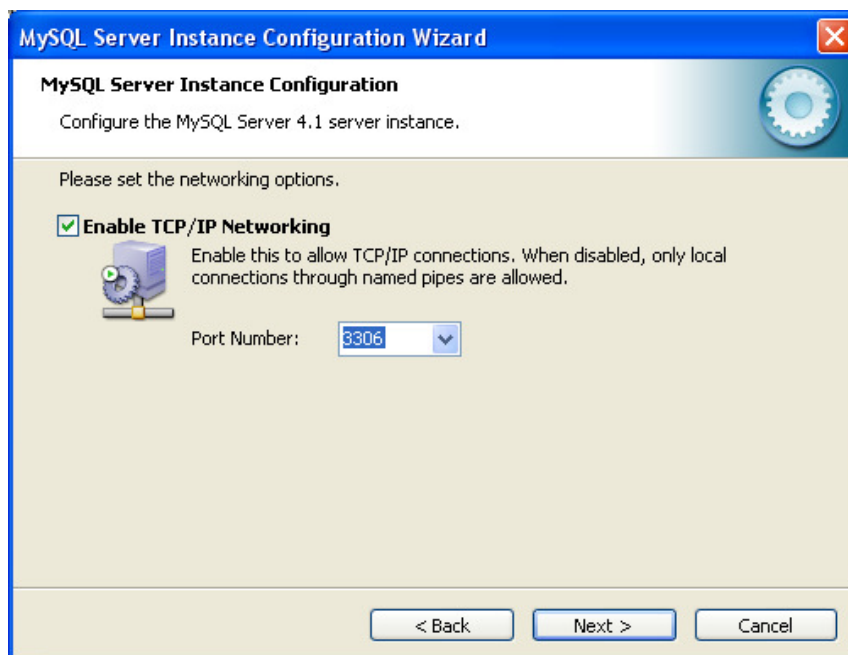 MySQL Server Instance Configuration Wizard
MySQL Server Instance Configuration
Configure the MySQL Server 4.1 server instance.
Please set the networking options.
Enable TCP/IP Networking
Enable this to allow TCP/IP connections. When disabled, only local
connections through named pipes are allowed.
Port Number: 3306
< Back Next > Cancel